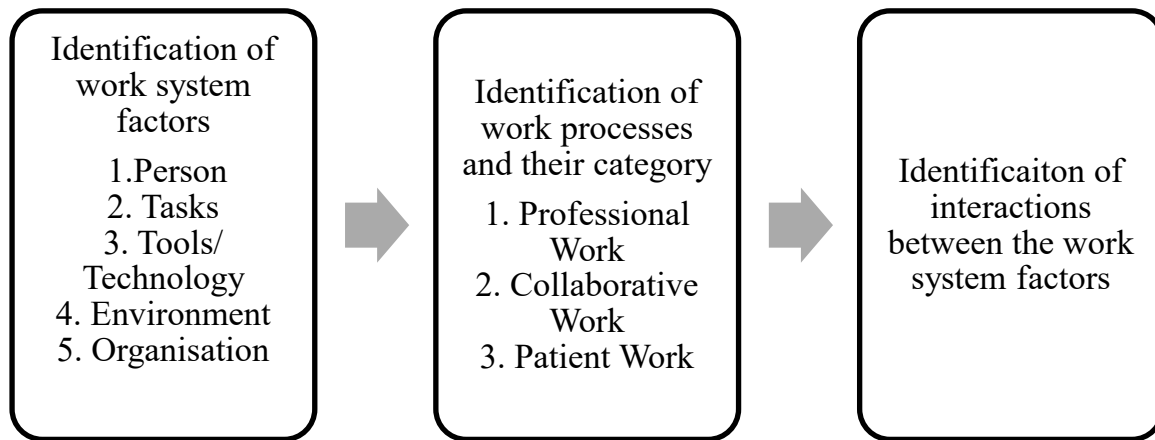 Identification of
work system
factors
1.Person
2. Tasks
3. Tools/
Technology
4. Environment
5. Organisation
Identification of
work processes
and their category
1. Professional
Work
2. Collaborative
Work
3. Patient Work
Identificaiton of
interactions
between the work
system factors